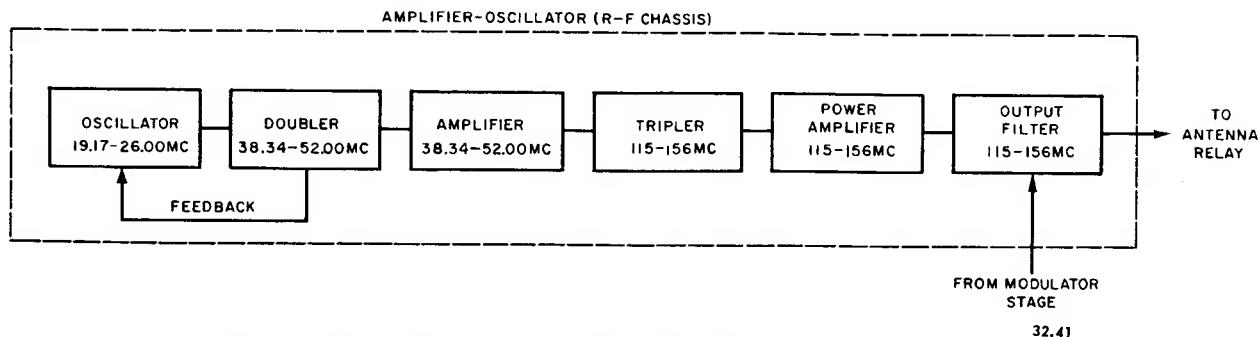 AMPLIFIER-OSCILLATOR (R-F CHASSIS)
OSCILLATOR
19.17-26.00MC
DOUBLER
38.34-52.00MC
AMPLIFIER
38.34-52.00MC
TRIPLER
115-156MC
POWER
AMPLIFIER
115-156MC
OUTPUT
FILTER
115-156MC
TO
ANTENNA
RELAY
FEEDBACK
FROM MODULATOR
STAGE
32.41